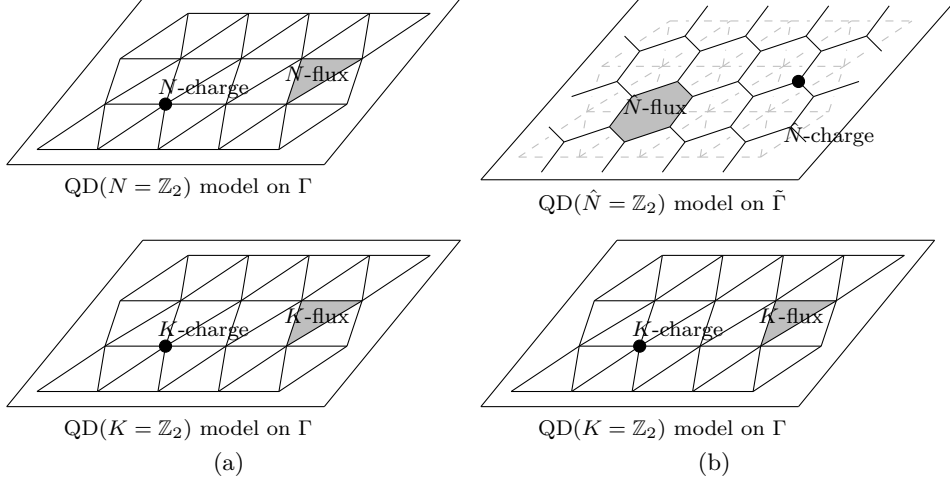 N-flux
N-charge
QD(N = ℤ₂) model on Γ
N-flux
N-charge
QD(N̂ = ℤ₂) model on Γ̃
K-flux
K-charge
QD(K = ℤ₂) model on Γ
K-flux
K-charge
QD(K = ℤ₂) model on Γ
(a)
(b)